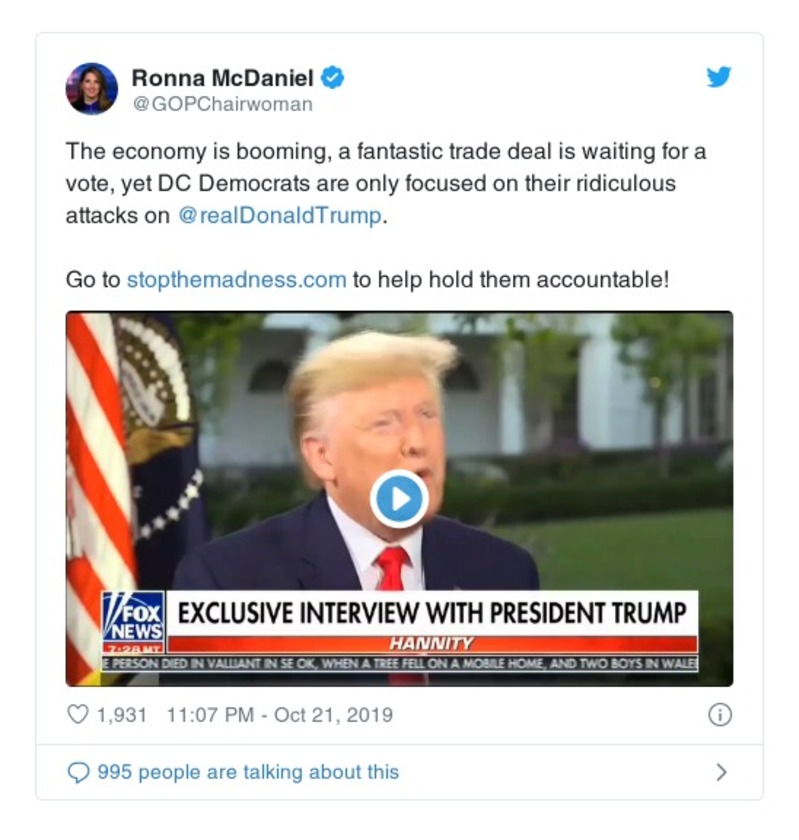 Ronna McDaniel
@GOPChairwoman
The economy is booming, a fantastic trade deal is waiting for a
vote, yet DC Democrats are only focused on their ridiculous
attacks on @realDonaldTrump.
Go to stopthemadness.com to help hold them accountable!
FOX
NEWS
7:28 MT
EXCLUSIVE INTERVIEW WITH PRESIDENT TRUMP
HANNITY
E PERSON DIED IN VALLIANT IN SE OK, WHEN A TREE FELL ON A MOBILE HOME, AND TWO BOYS IN WALE
1,931 11:07 PM - Oct 21, 2019
995 people are talking about this